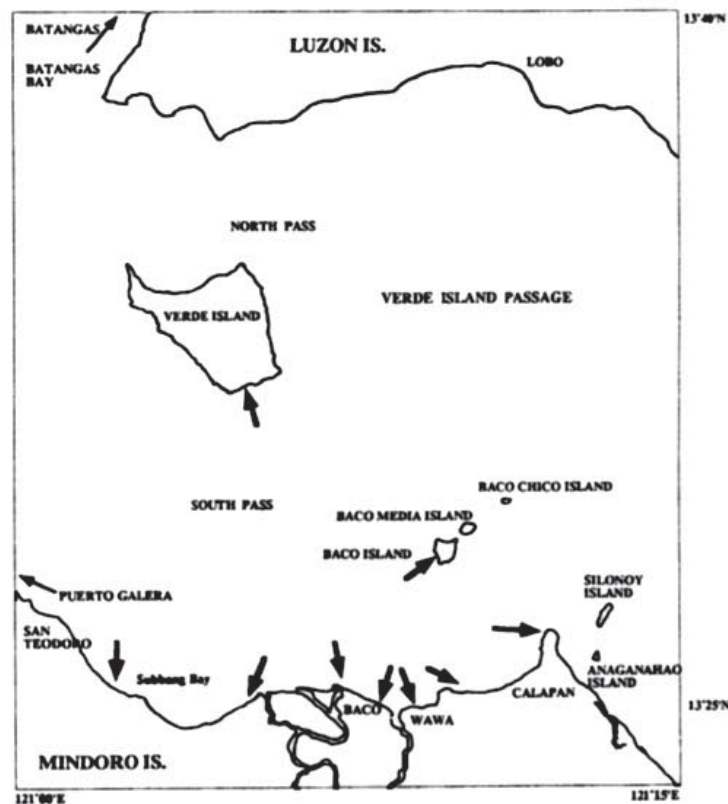 BATANGAS
13°40'N
LUZON IS.
BATANGAS
BAY
LOBO
NORTH PASS
VERDE ISLAND PASSAGE
VERDE ISLAND
BACO CHICO ISLAND
SOUTH PASS
BACO MEDIA ISLAND
BACO ISLAND
SILONOY
ISLAND
PUERTO GALERA
SAN
TEODORO
Subbang Bay
ANAGANAHAO
ISLAND
CALAPAN
BACO
WAWA
13°25'N
MINDORO IS.
121°00'E
121°15'E